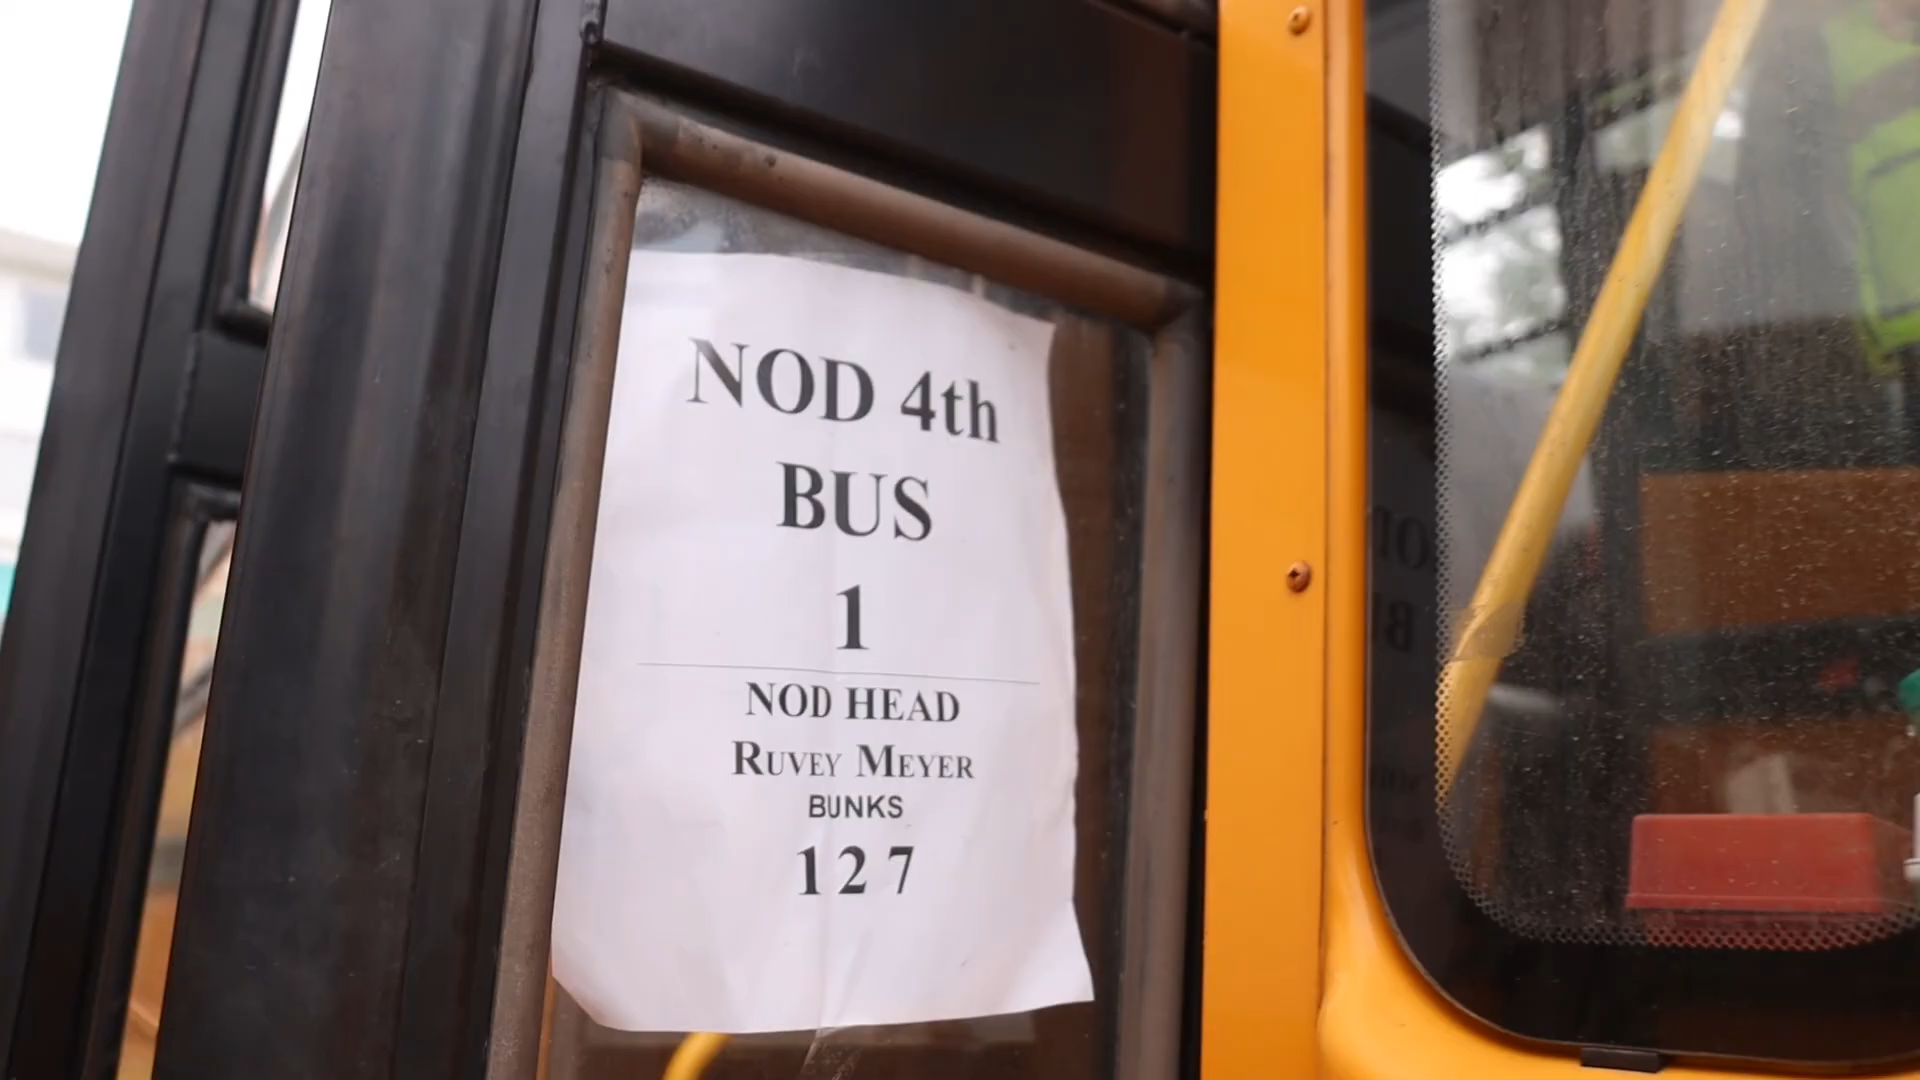 NOD 4th
BUS
1
NOD HEAD
RUVEY MEYER
BUNKS
1 2 7